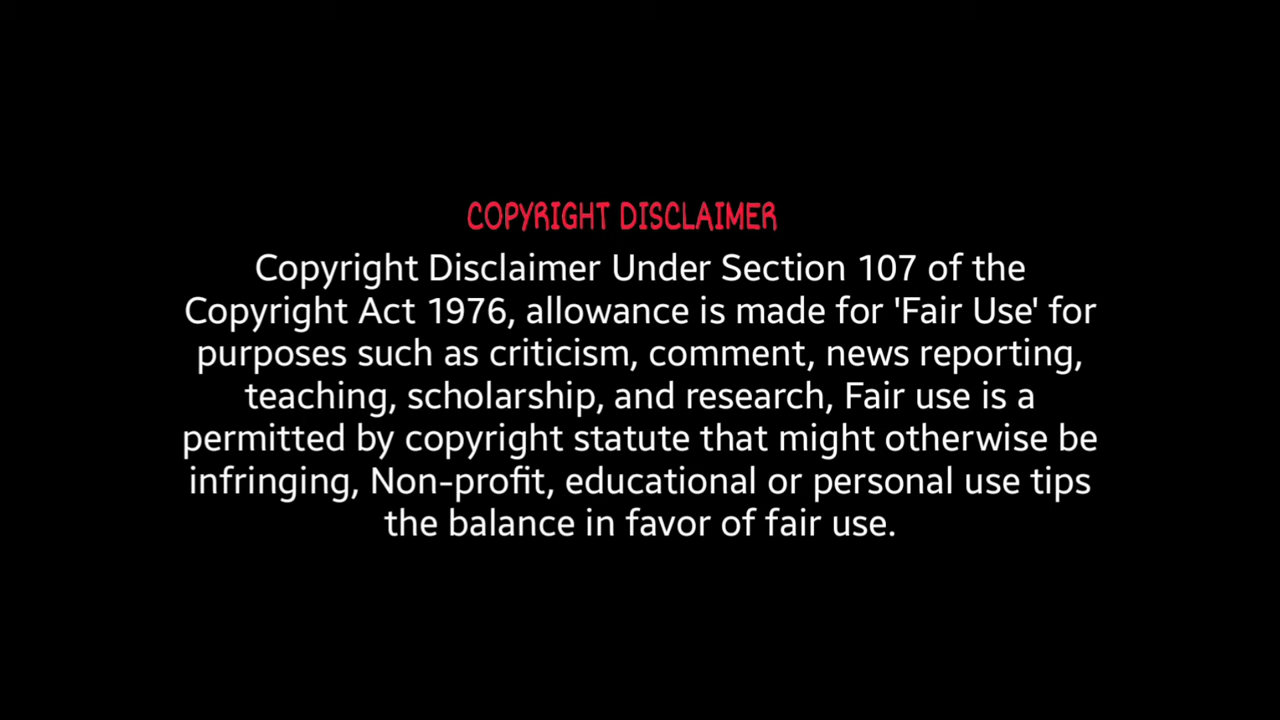 COPYRIGHT DISCLAIMER
Copyright Disclaimer Under Section 107 of the
Copyright Act 1976, allowance is made for 'Fair Use' for
purposes such as criticism, comment, news reporting,
teaching, scholarship, and research, Fair use is a
permitted by copyright statute that might otherwise be
infringing, Non-profit, educational or personal use tips
the balance in favor of fair use.